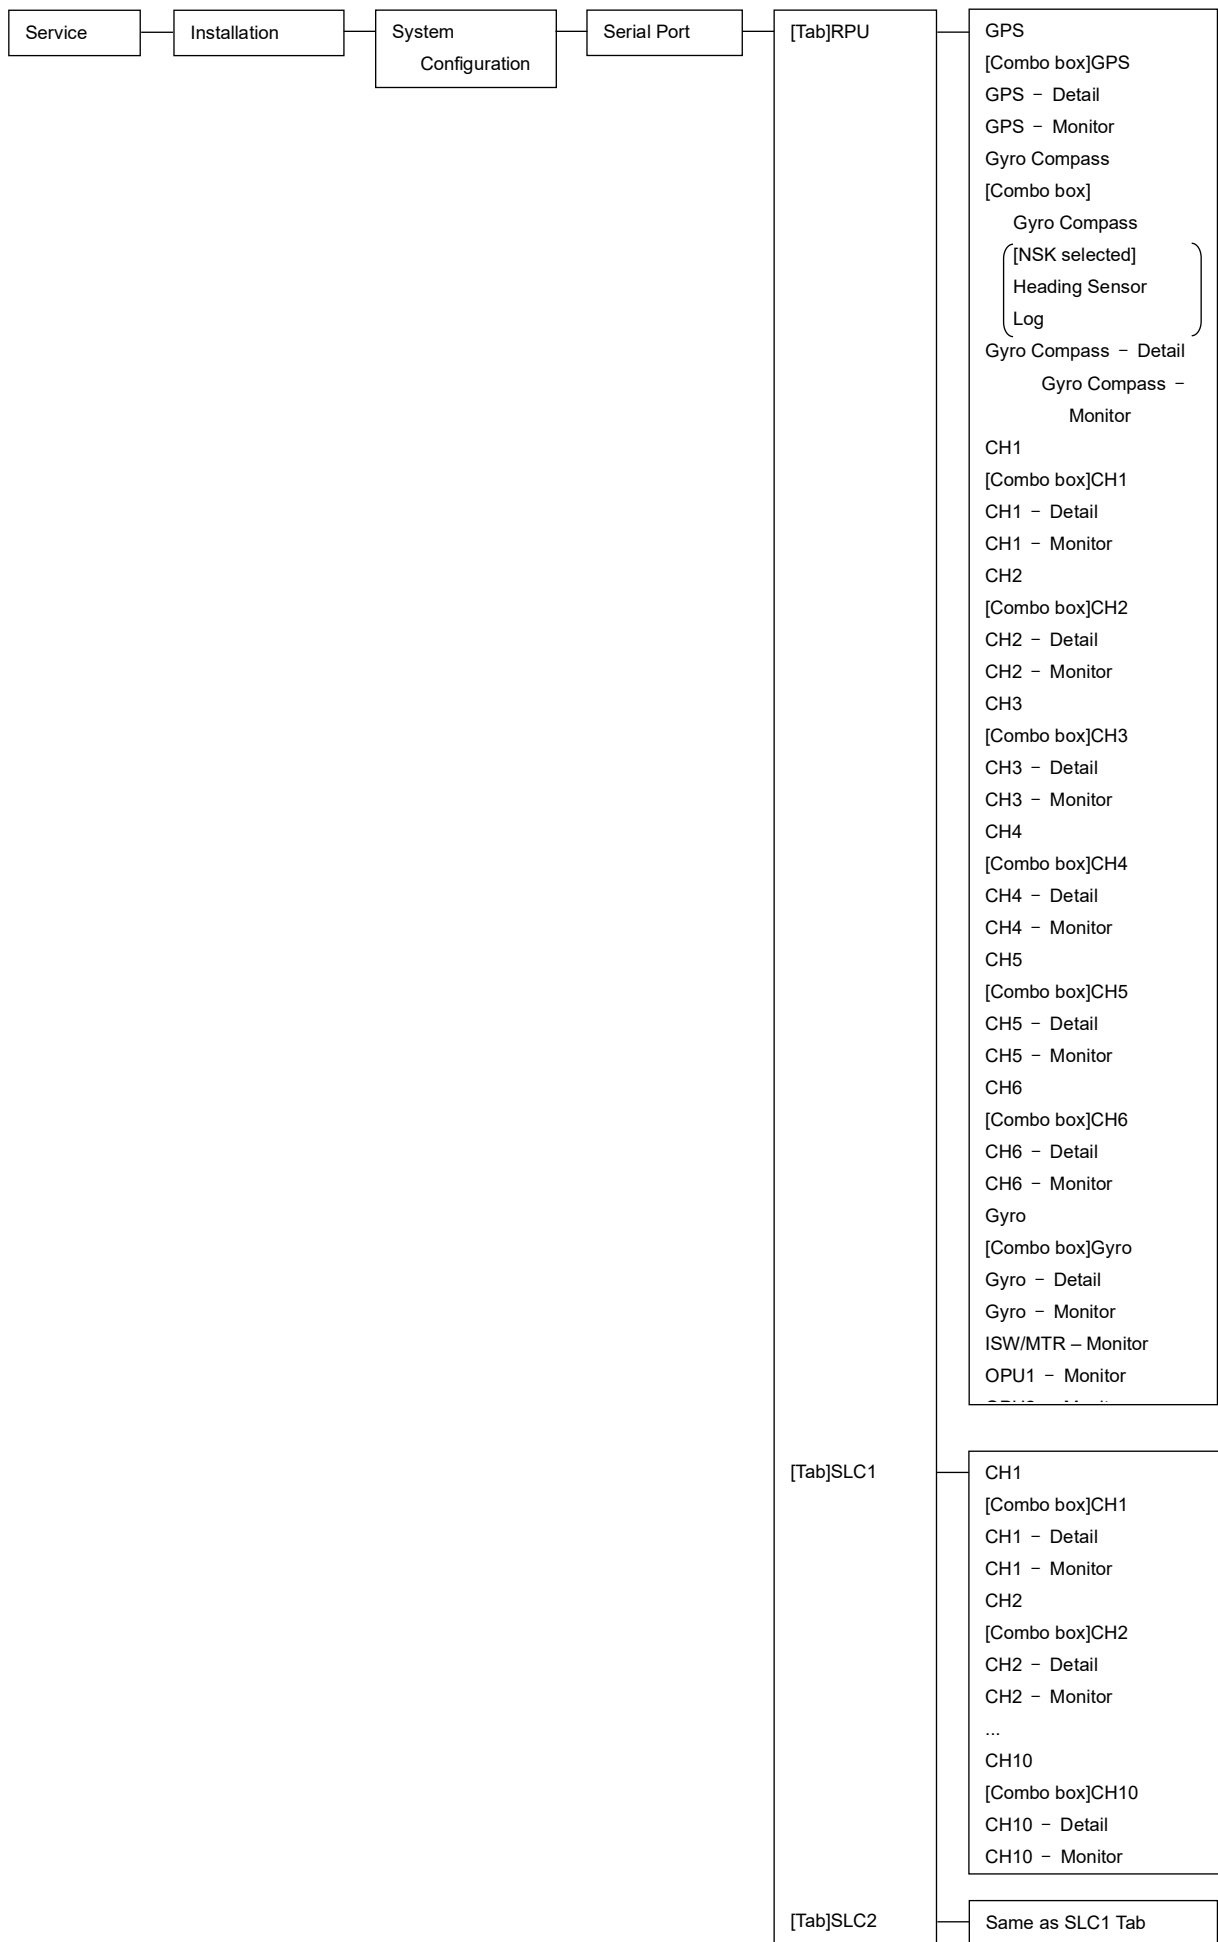 Service
Installation
System
Configuration
Serial Port
[Tab]RPU
GPS
[Combo box]GPS
GPS － Detail
GPS － Monitor
Gyro Compass
[Combo box]
Gyro Compass
[NSK selected]
Heading Sensor
Log
Gyro Compass － Detail
Gyro Compass －
Monitor
CH1
[Combo box]CH1
CH1 － Detail
CH1 － Monitor
CH2
[Combo box]CH2
CH2 － Detail
CH2 － Monitor
CH3
[Combo box]CH3
CH3 － Detail
CH3 － Monitor
CH4
[Combo box]CH4
CH4 － Detail
CH4 － Monitor
CH5
[Combo box]CH5
CH5 － Detail
CH5 － Monitor
CH6
[Combo box]CH6
CH6 － Detail
CH6 － Monitor
Gyro
[Combo box]Gyro
Gyro － Detail
Gyro － Monitor
ISW/MTR – Monitor
OPU1 － Monitor
[Tab]SLC1
CH1
[Combo box]CH1
CH1 － Detail
CH1 － Monitor
CH2
[Combo box]CH2
CH2 － Detail
CH2 － Monitor
...
CH10
[Combo box]CH10
CH10 － Detail
CH10 － Monitor
[Tab]SLC2
Same as SLC1 Tab